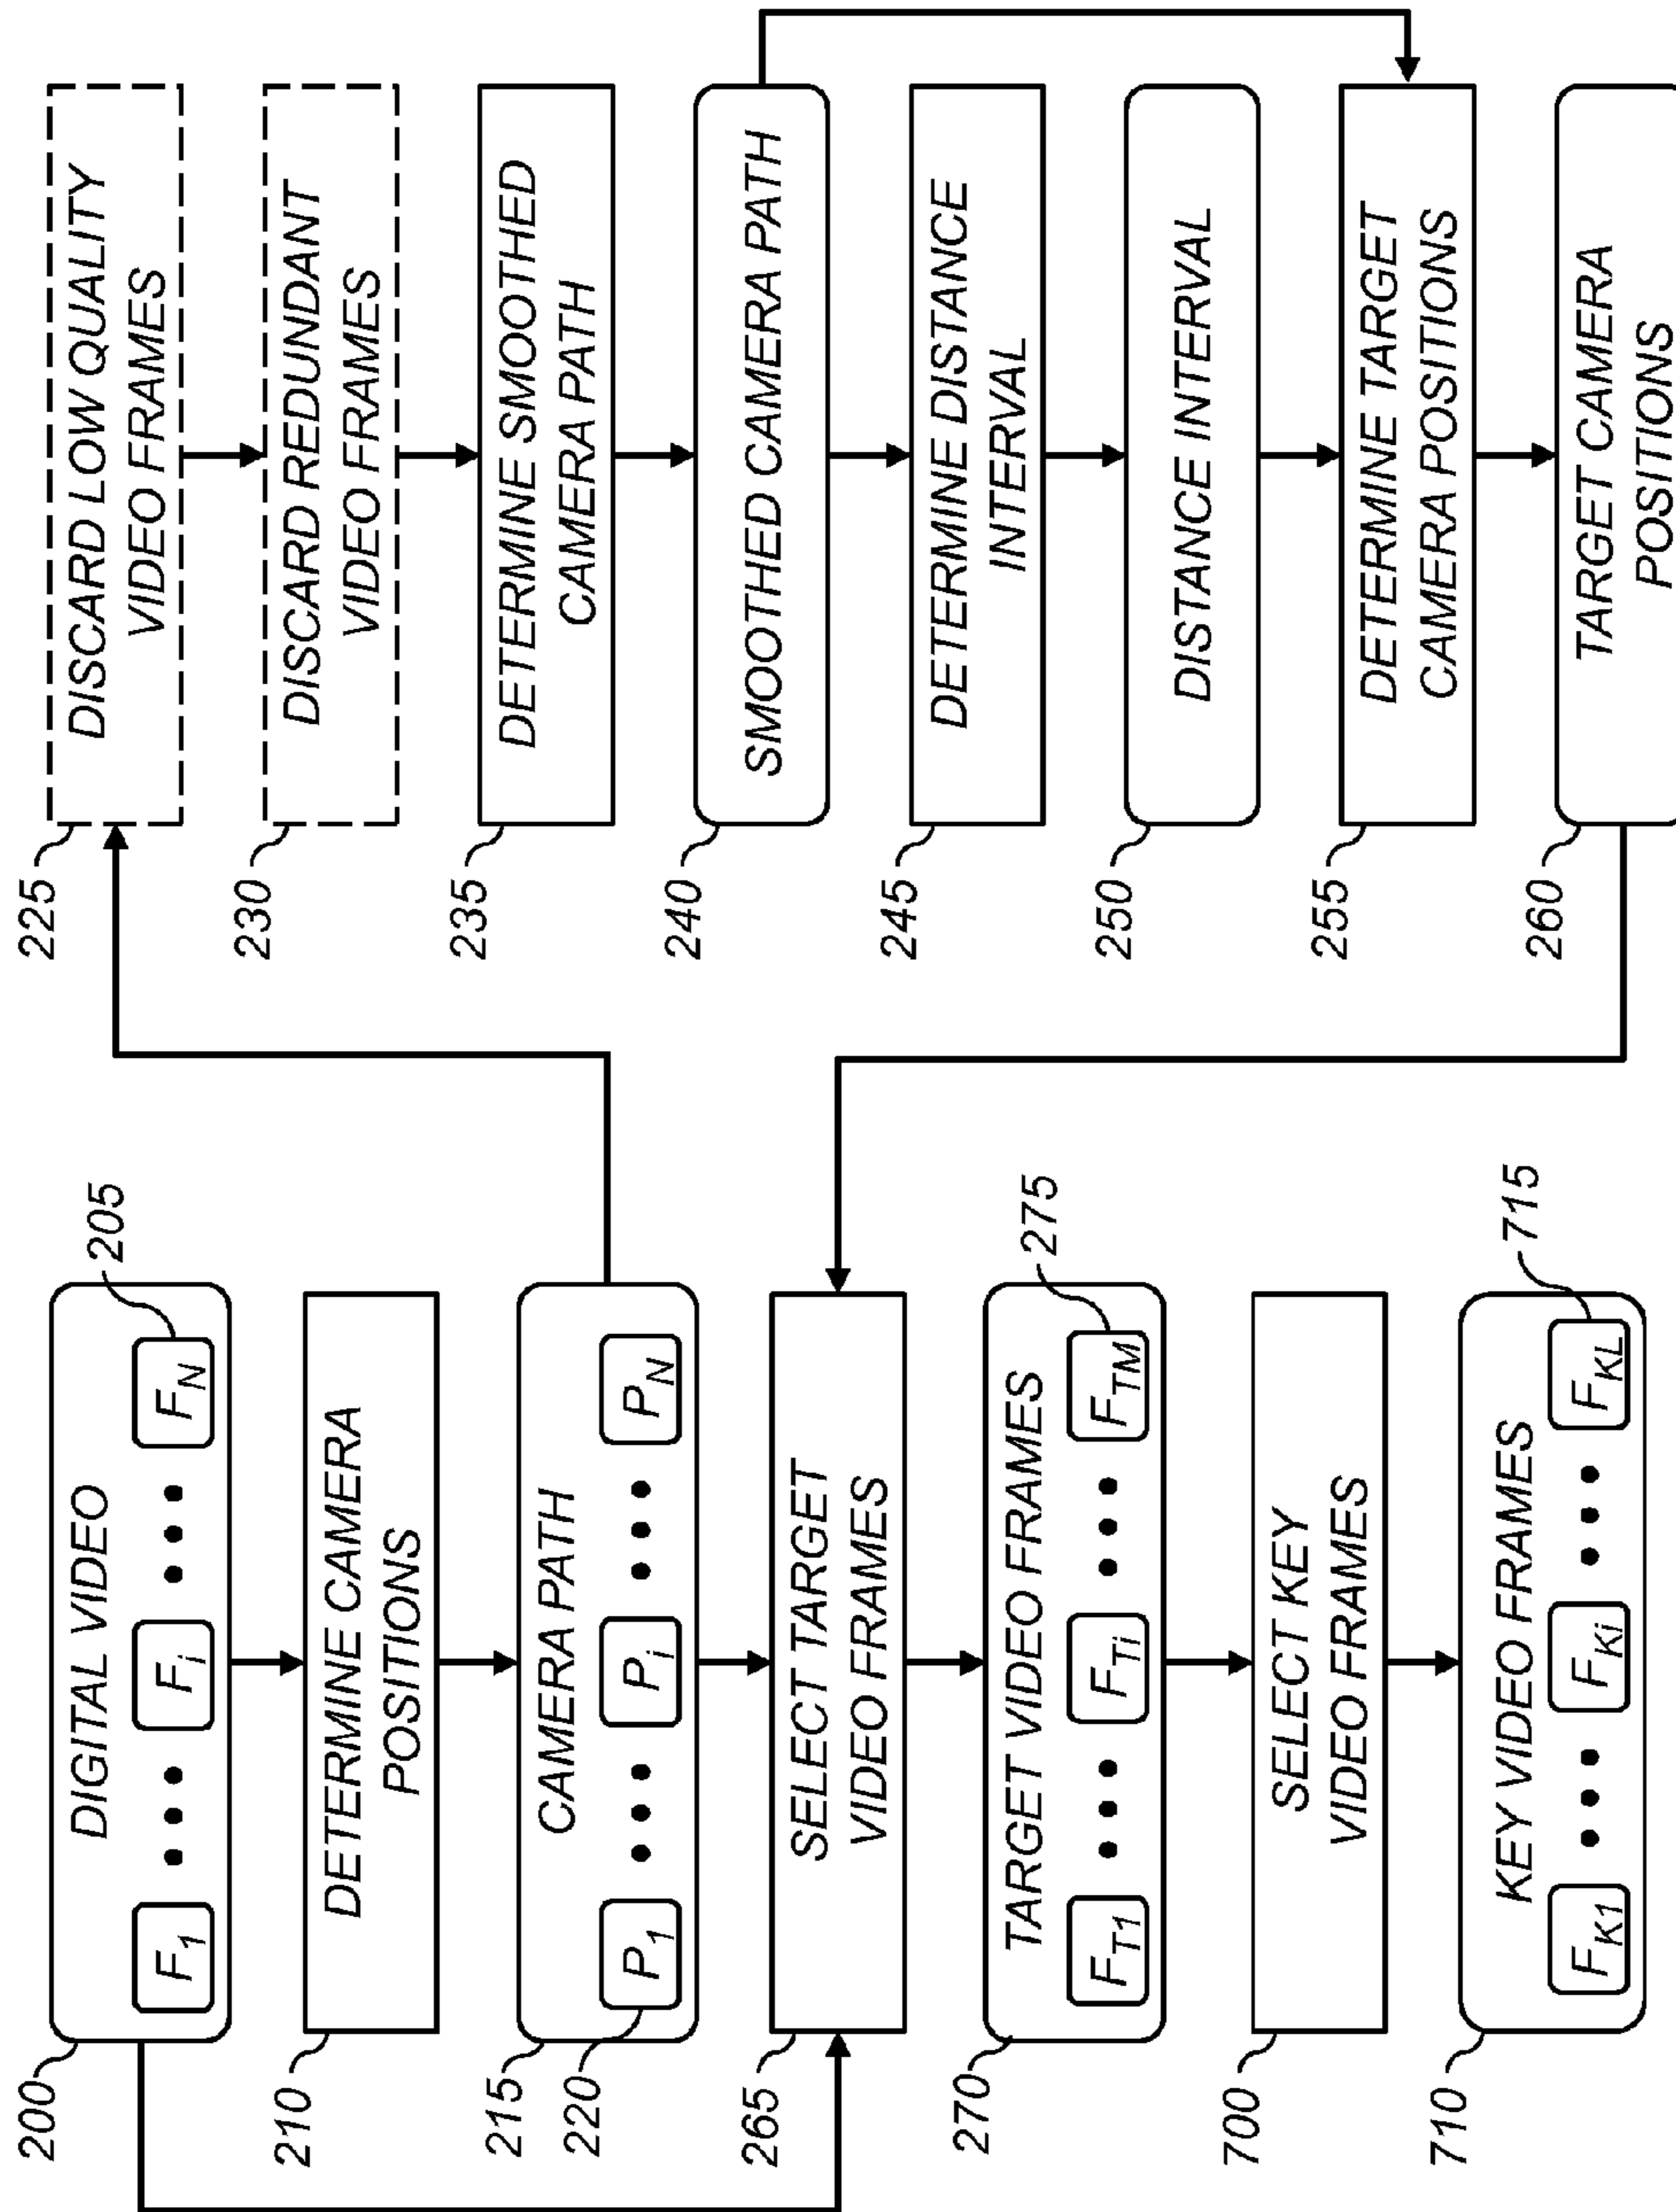 200
DIGITAL VIDEO
F1 • • • Fi • • • FN
205
210
DETERMINE CAMERA
POSITIONS
215
CAMERA PATH
220
P1 • • • Pi • • • PN
265
SELECT TARGET
VIDEO FRAMES
270
TARGET VIDEO FRAMES
FT1 • • • FTi • • • FTM
275
700
SELECT KEY
VIDEO FRAMES
710
KEY VIDEO FRAMES
FK1 • • • FKi • • • FKL
715
225
DISCARD LOW QUALITY
VIDEO FRAMES
230
DISCARD REDUNDANT
VIDEO FRAMES
235
DETERMINE SMOOTHED
CAMERA PATH
240
SMOOTHED CAMERA PATH
245
DETERMINE DISTANCE
INTERVAL
250
DISTANCE INTERVAL
255
DETERMINE TARGET
CAMERA POSITIONS
260
TARGET CAMERA
POSITIONS